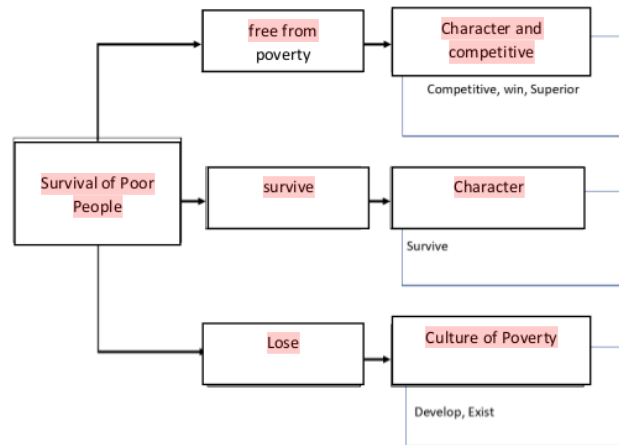 free from
poverty
Character and
competitive
Competitive, win, Superior
Survival of Poor
People
survive
Character
Survive
Lose
Culture of Poverty
Develop, Exist